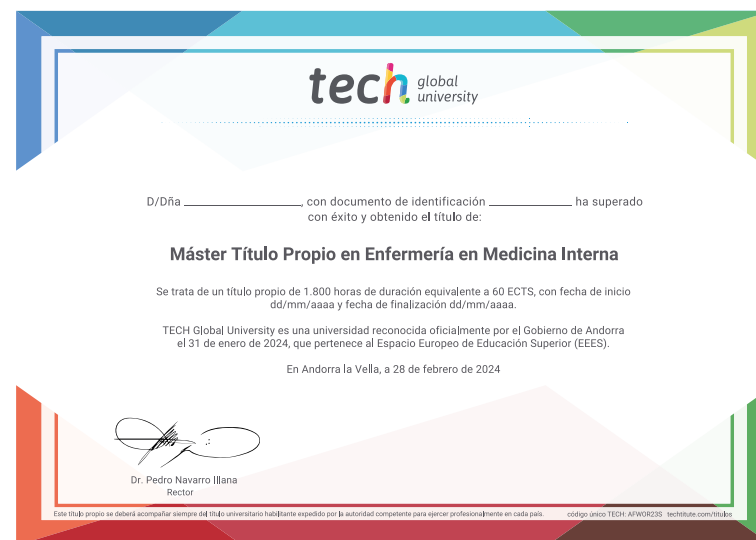 tech global university
D/Dña ______________, con documento de identificación ______________ ha superado
con éxito y obtenido el título de:
Máster Título Propio en Enfermería en Medicina Interna
Se trata de un título propio de 1.800 horas de duración equivalente a 60 ECTS, con fecha de inicio
dd/mm/aaaa y fecha de finalización dd/mm/aaaa.
TECH Global University es una universidad reconocida oficialmente por el Gobierno de Andorra
el 31 de enero de 2024, que pertenece al Espacio Europeo de Educación Superior (EEES).
En Andorra la Vella, a 28 de febrero de 2024
Dr. Pedro Navarro Illana
Rector
Este título propio se deberá acompañar siempre del título universitario habilitante expedido por la autoridad competente para ejercer profesionalmente en cada país. código único TECH: AFWOR23S techtitute.com/titulos